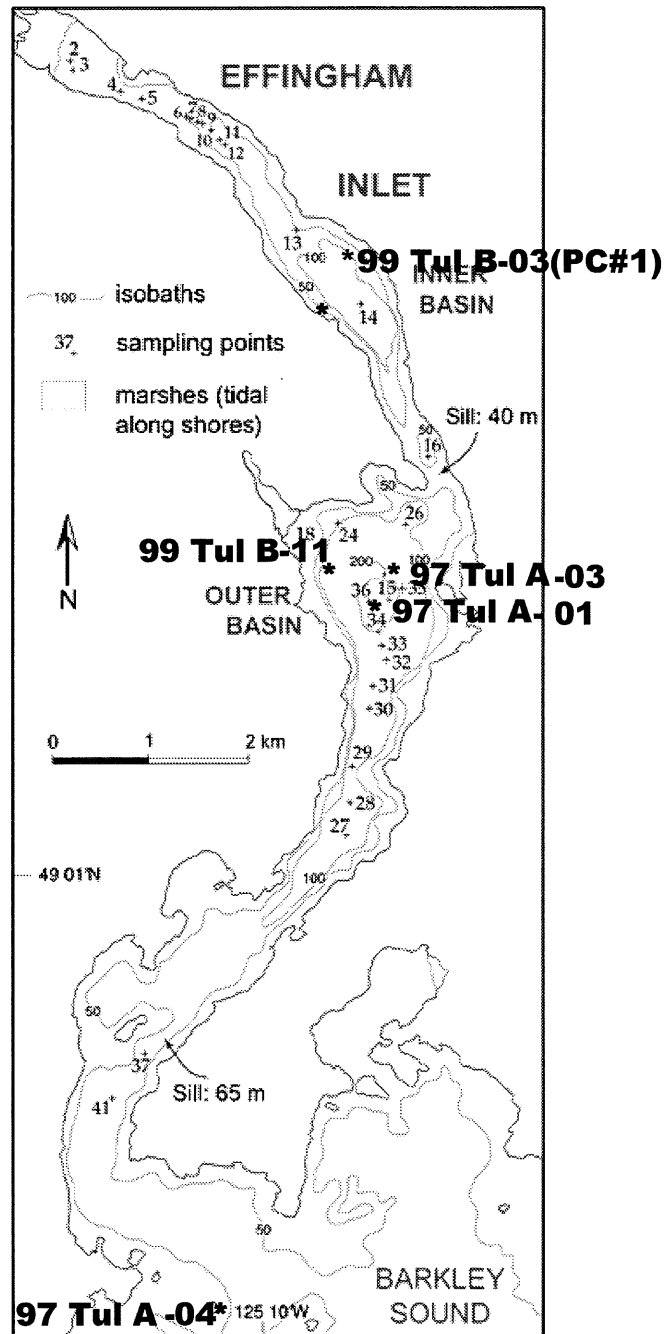 2
3
4
5
EFFINGHAM
6
7
8
9
10
11
12
INLET
13
100
* 99 Tul B-03(PC#1)
INNER
BASIN
50
*
14
100 isobaths
37 sampling points
marshes (tidal
along shores)
Sill: 40 m
50
16
50
26
18
24
99 Tul B-11
*
200
100
* 97 Tul A-03
15
35
36
OUTER
BASIN
* 97 Tul A- 01
34
N
33
32
31
30
0 1 2 km
29
28
27
49 01'N
100
50
37
Sill: 65 m
41
50
BARKLEY
SOUND
97 Tul A -04* 125 10'W